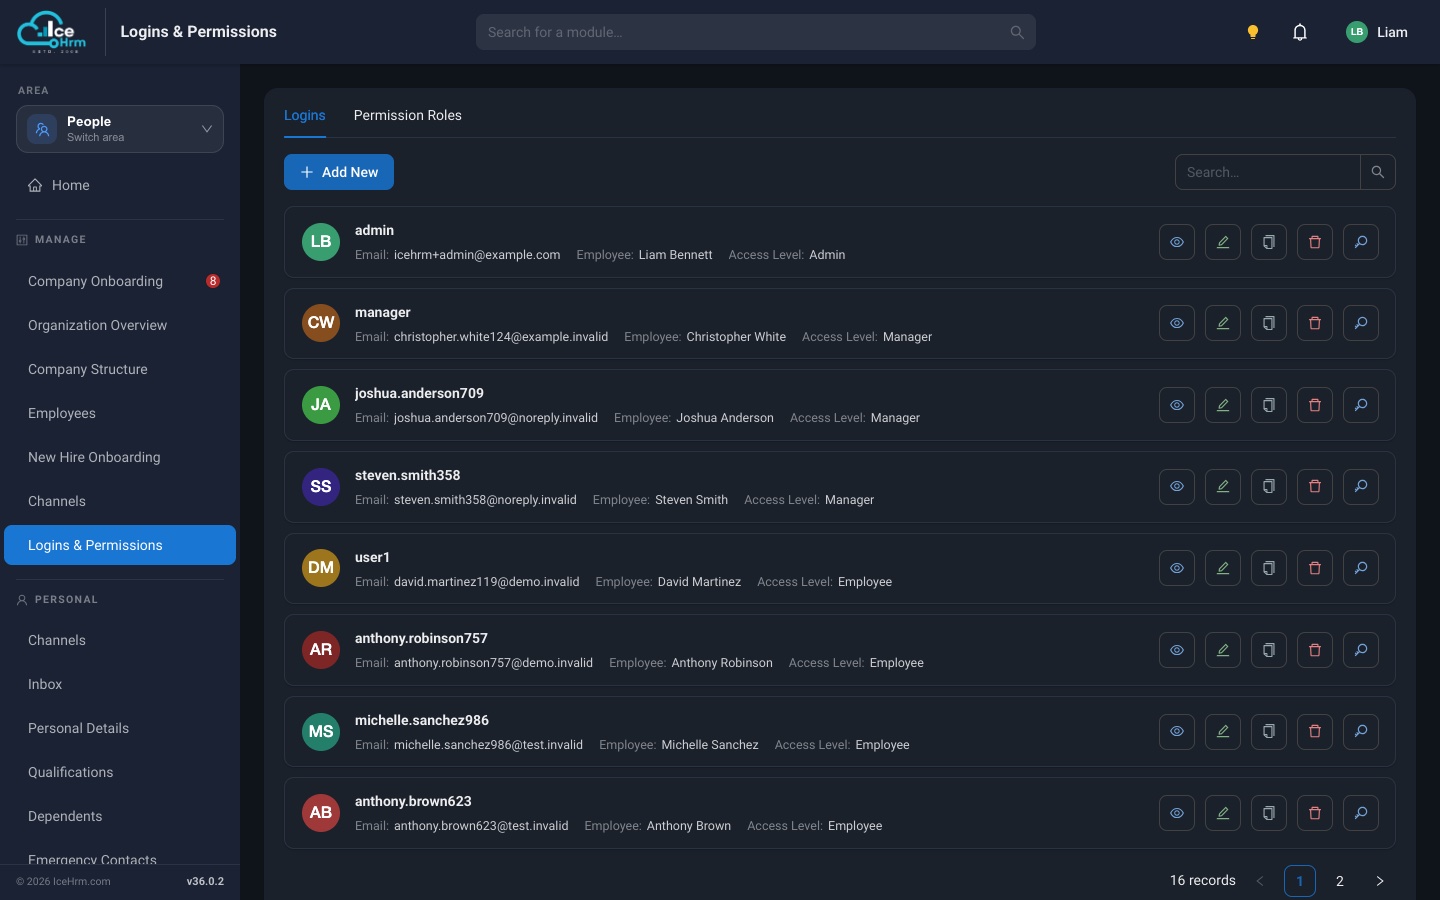 Ice
Hrm
ESTD. 2008
Logins & Permissions
Search for a module...
LB
Liam
AREA
People
Switch area
Home
MANAGE
Company Onboarding
8
Organization Overview
Company Structure
Employees
New Hire Onboarding
Channels
Logins & Permissions
PERSONAL
Channels
Inbox
Personal Details
Qualifications
Dependents
Emergency Contacts
© 2026 IceHrm.com
v36.0.2
Logins
Permission Roles
Add New
Search...
LB
admin
Email: icehrm+admin@example.com Employee: Liam Bennett Access Level: Admin
CW
manager
Email: christopher.white124@example.invalid Employee: Christopher White Access Level: Manager
JA
joshua.anderson709
Email: joshua.anderson709@noreply.invalid Employee: Joshua Anderson Access Level: Manager
SS
steven.smith358
Email: steven.smith358@noreply.invalid Employee: Steven Smith Access Level: Manager
DM
user1
Email: david.martinez119@demo.invalid Employee: David Martinez Access Level: Employee
AR
anthony.robinson757
Email: anthony.robinson757@demo.invalid Employee: Anthony Robinson Access Level: Employee
MS
michelle.sanchez986
Email: michelle.sanchez986@test.invalid Employee: Michelle Sanchez Access Level: Employee
AB
anthony.brown623
Email: anthony.brown623@test.invalid Employee: Anthony Brown Access Level: Employee
16 records
1
2